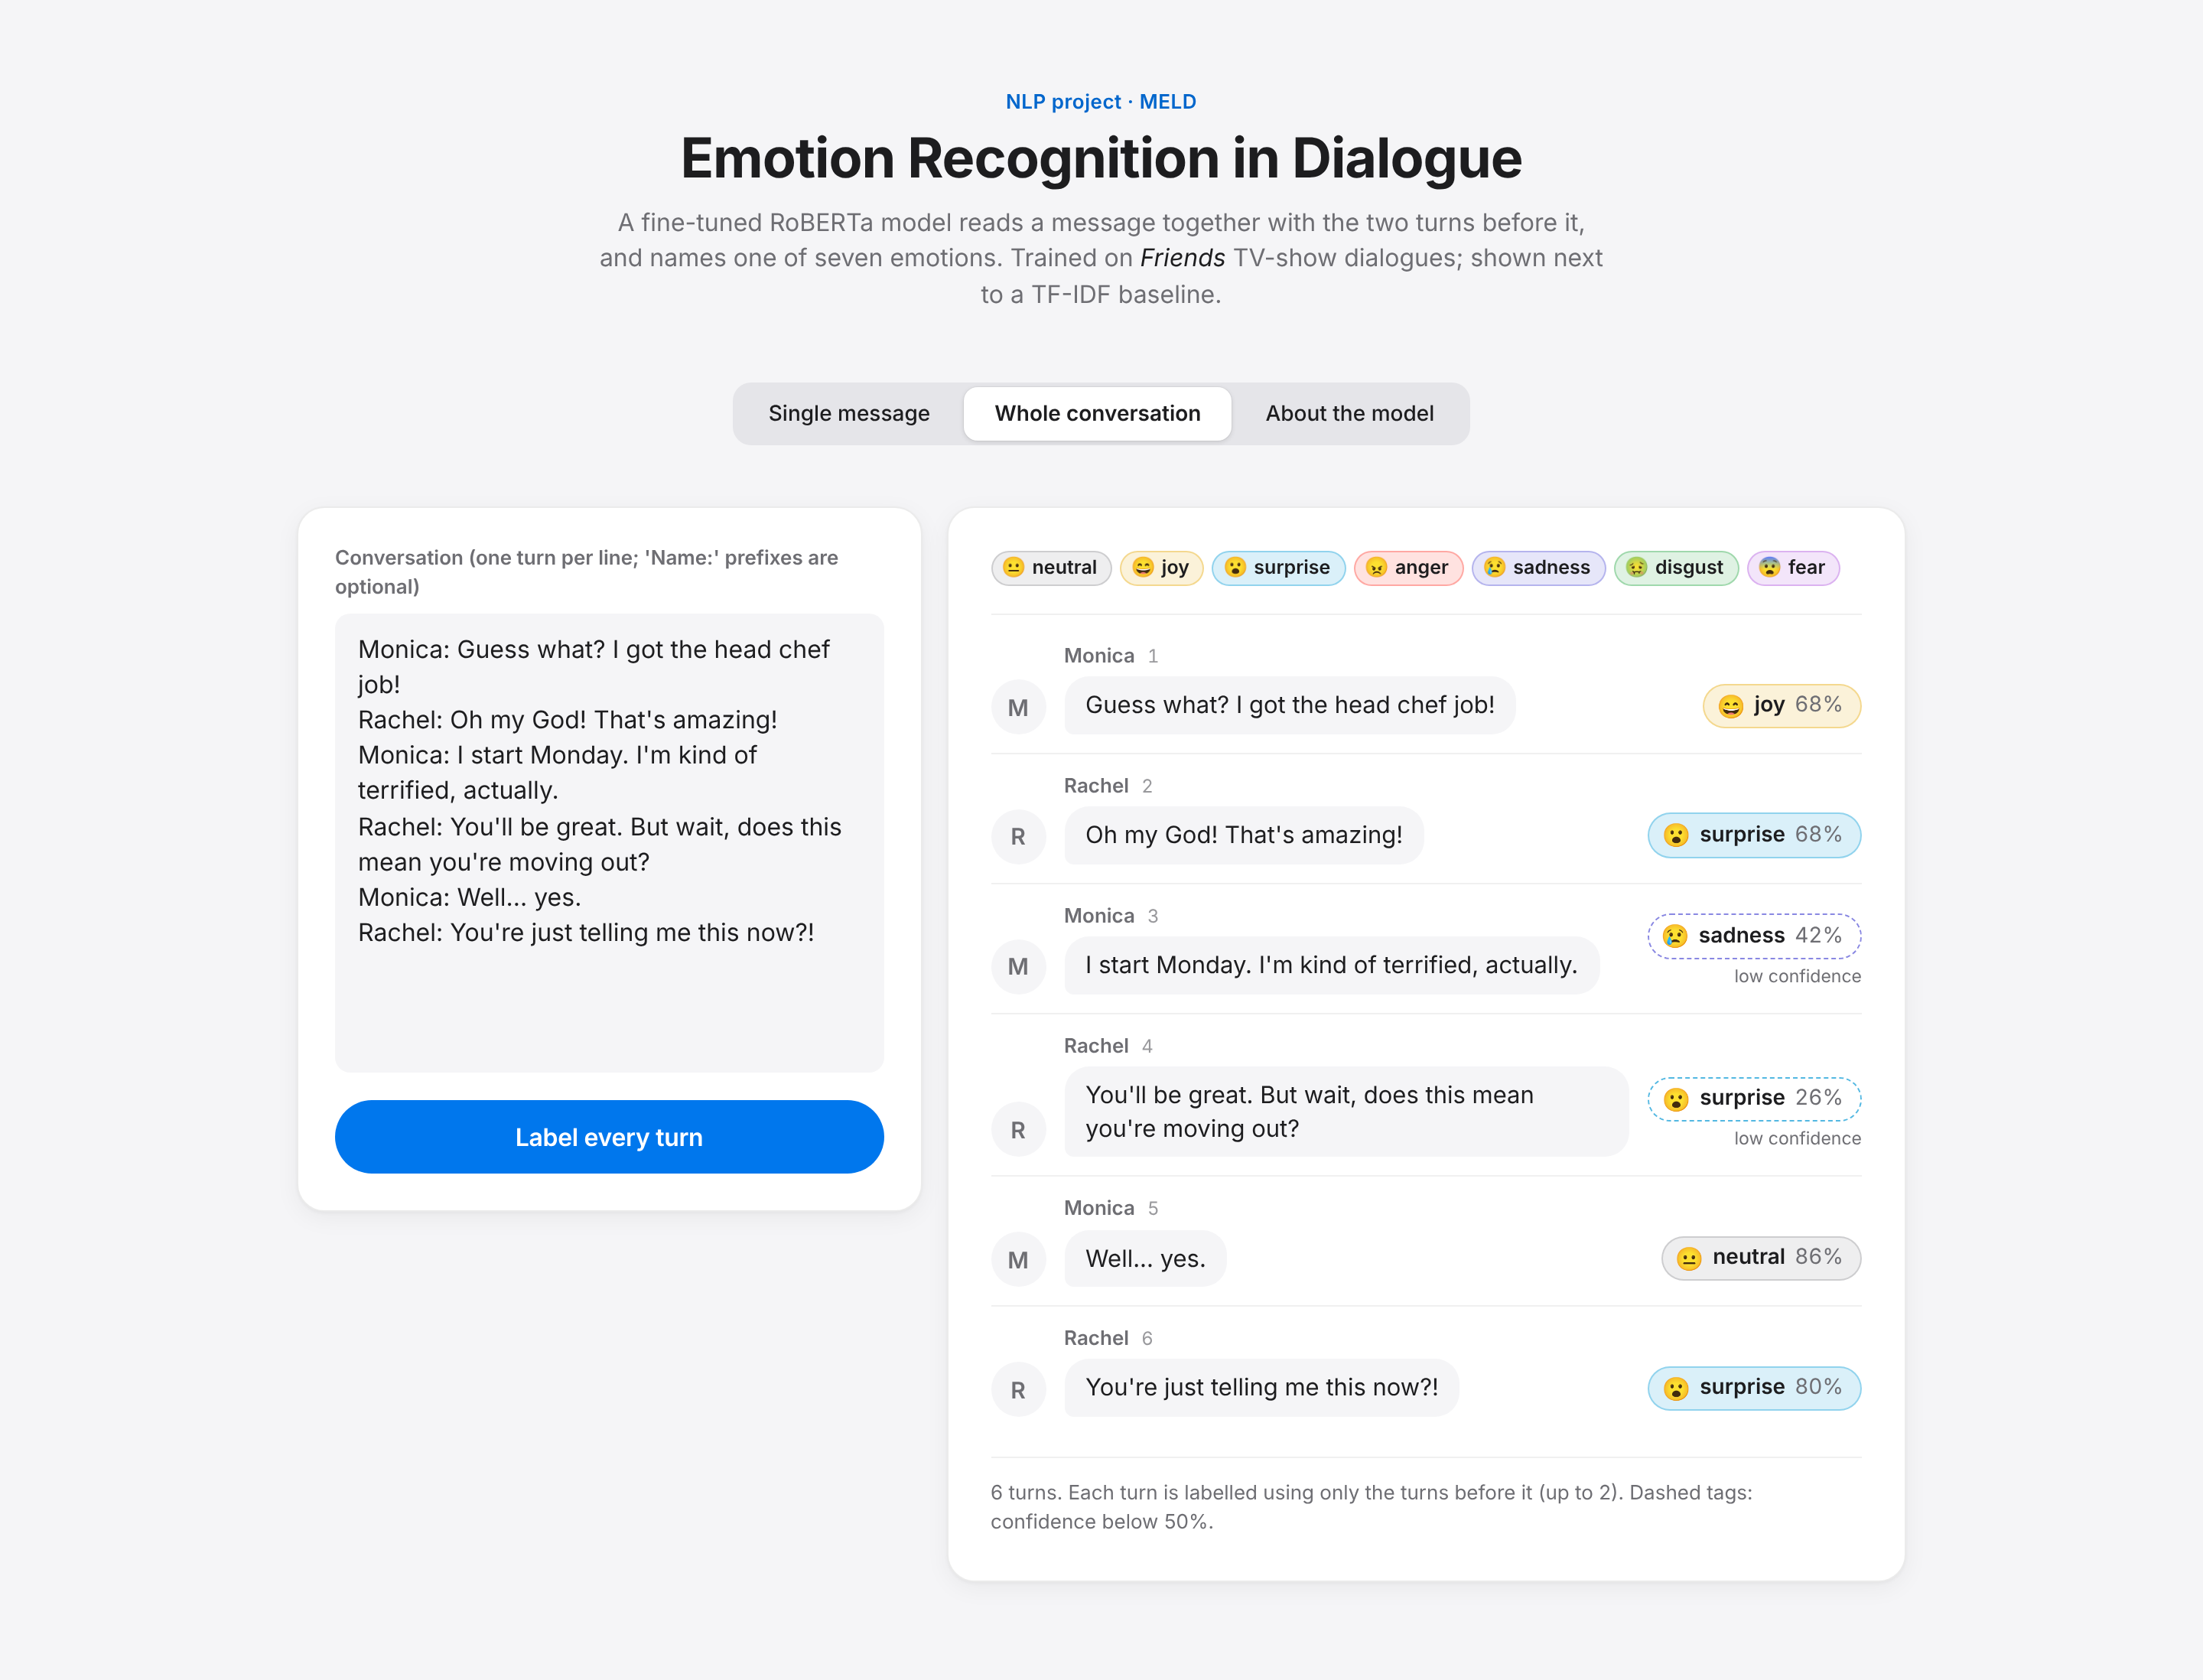 NLP project · MELD
Emotion Recognition in Dialogue
A fine-tuned RoBERTa model reads a message together with the two turns before it,
and names one of seven emotions. Trained on Friends TV-show dialogues; shown next
to a TF-IDF baseline.
Single message
Whole conversation
About the model
Conversation (one turn per line; 'Name:' prefixes are
optional)
Monica: Guess what? I got the head chef
job!
Rachel: Oh my God! That's amazing!
Monica: I start Monday. I'm kind of
terrified, actually.
Rachel: You'll be great. But wait, does this
mean you're moving out?
Monica: Well... yes.
Rachel: You're just telling me this now?!
Label every turn
😐 neutral 😄 joy 😮 surprise 😠 anger 😢 sadness 🤢 disgust 😨 fear
Monica 1
M Guess what? I got the head chef job! 😄 joy 68%
Rachel 2
R Oh my God! That's amazing! 😮 surprise 68%
Monica 3
M I start Monday. I'm kind of terrified, actually. 😢 sadness 42%
low confidence
Rachel 4
R You'll be great. But wait, does this mean
you're moving out?
😮 surprise 26%
low confidence
Monica 5
M Well... yes. 😐 neutral 86%
Rachel 6
R You're just telling me this now?! 😮 surprise 80%
6 turns. Each turn is labelled using only the turns before it (up to 2). Dashed tags:
confidence below 50%.